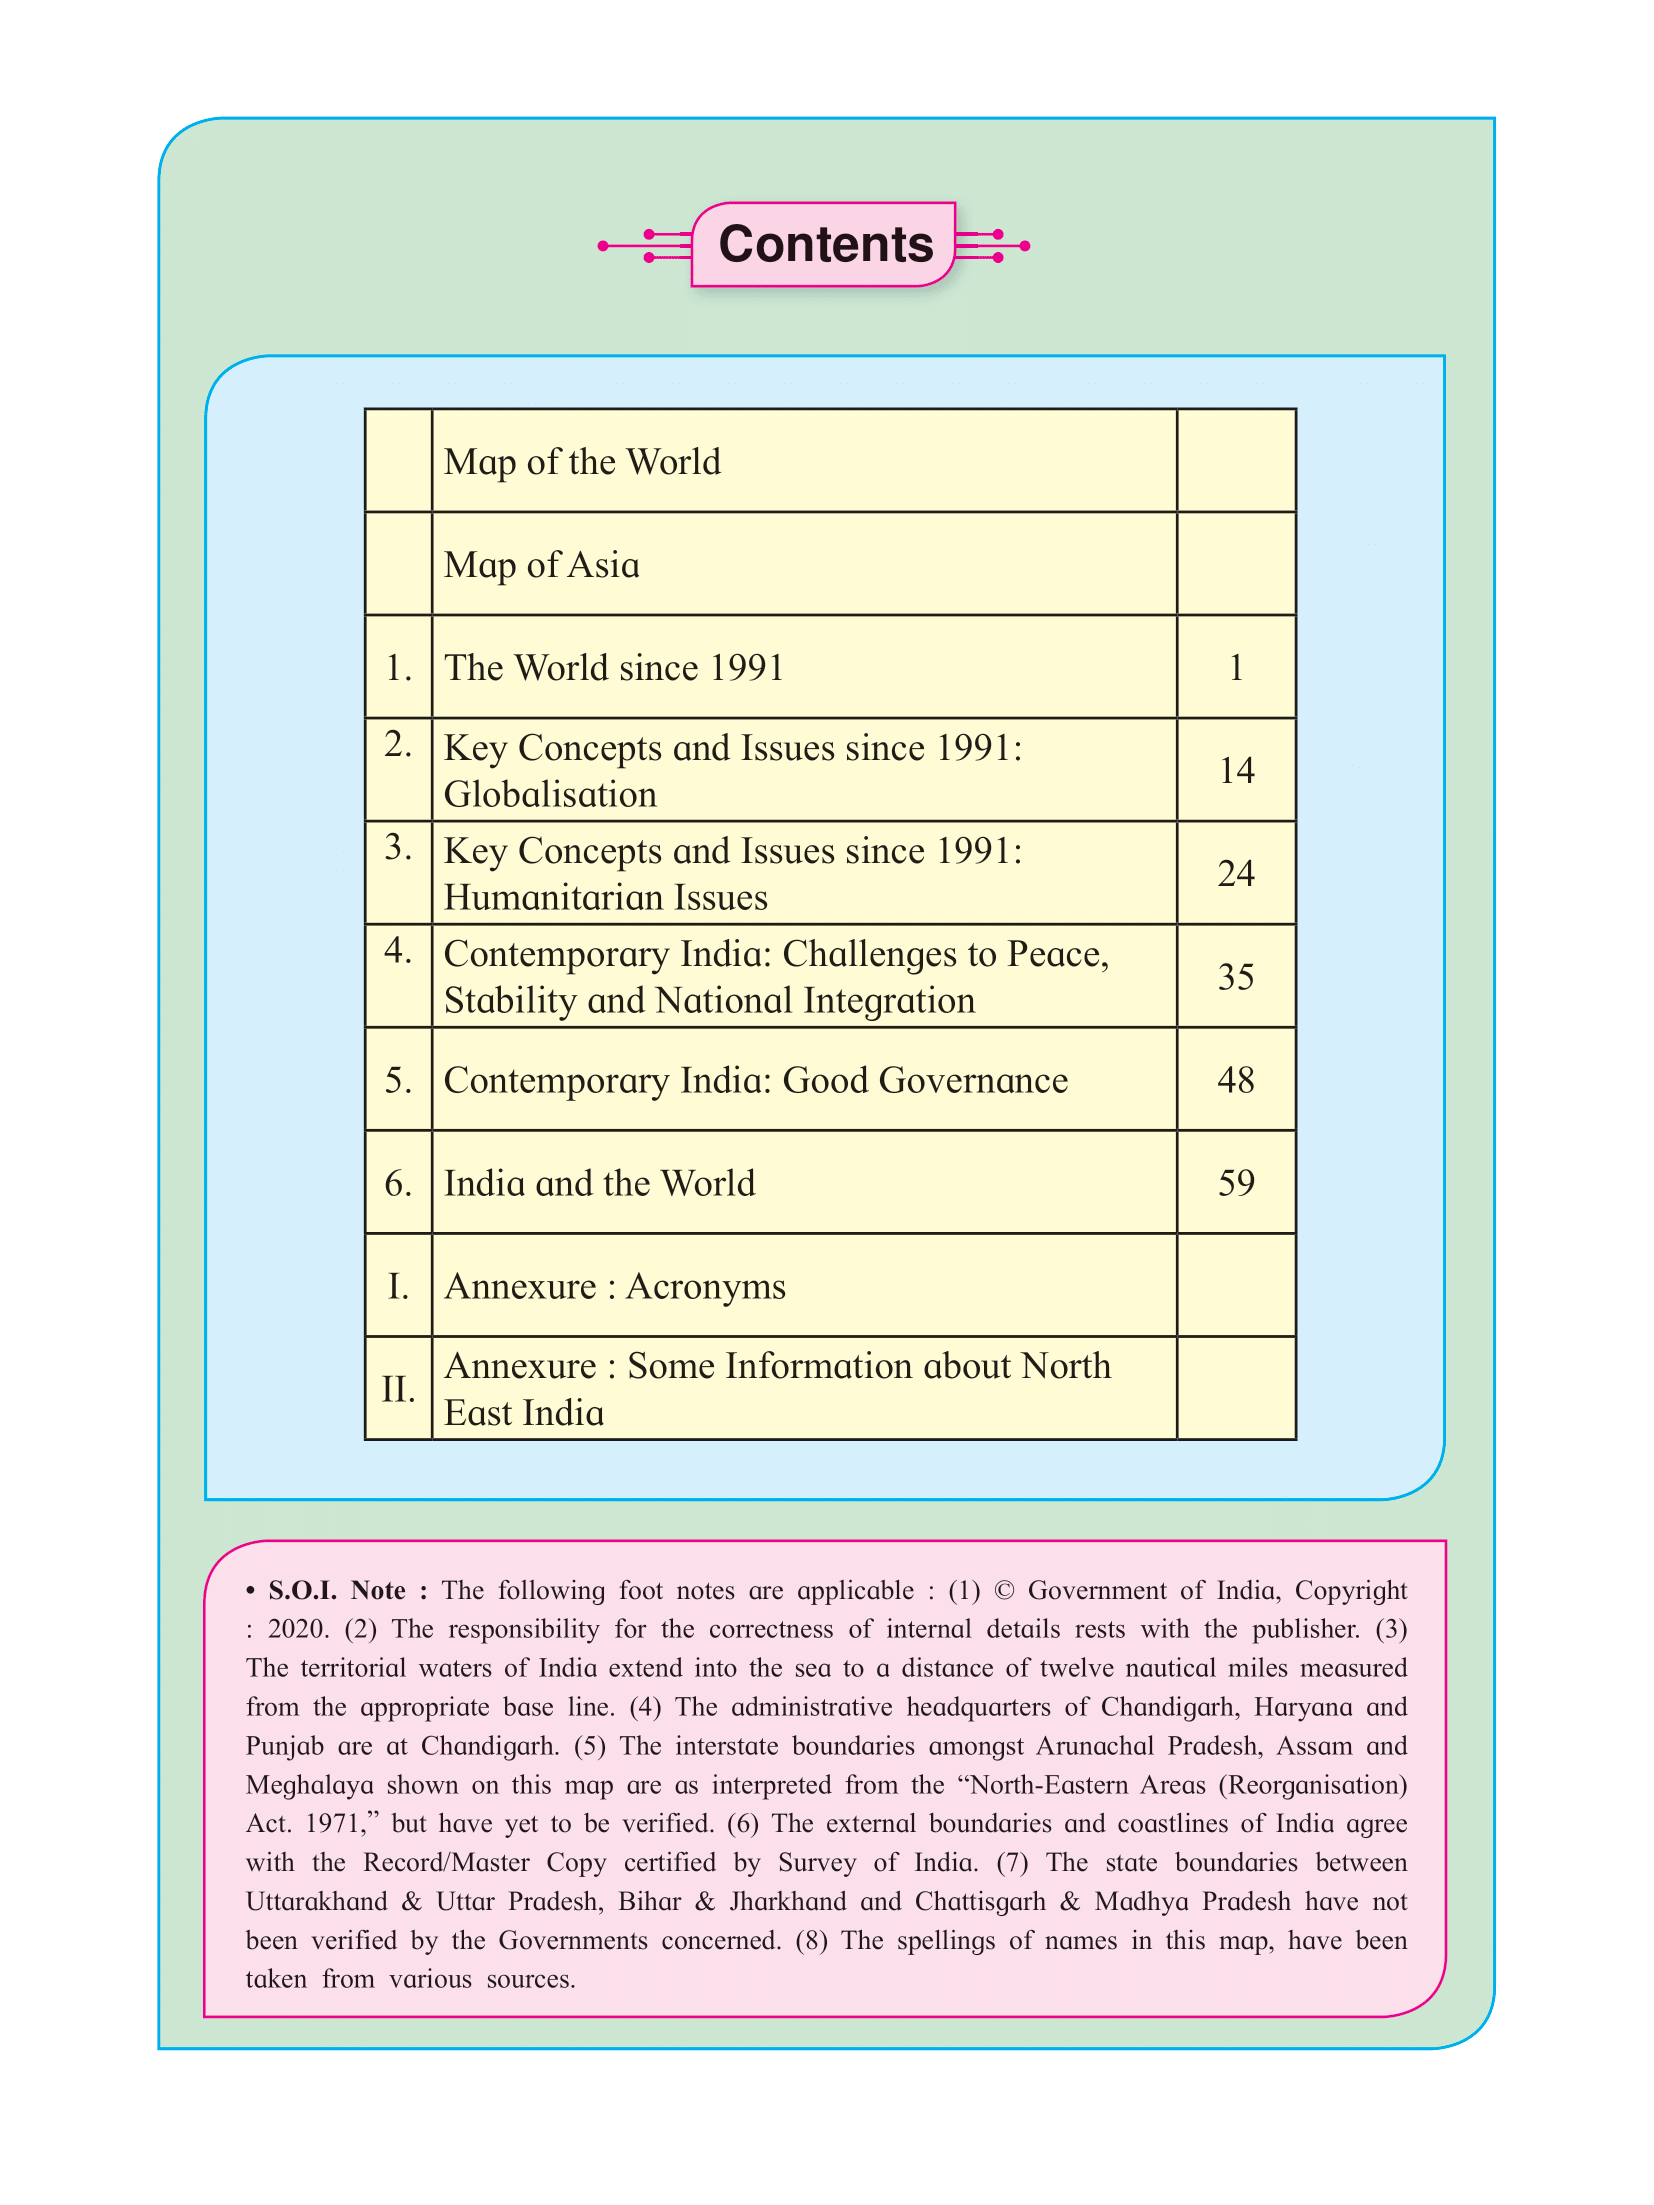 Contents
Map of the World
Map of Asia
1. The World since 1991 1
2. Key Concepts and Issues since 1991:
Globalisation 14
3. Key Concepts and Issues since 1991:
Humanitarian Issues 24
4. Contemporary India: Challenges to Peace,
Stability and National Integration 35
5. Contemporary India: Good Governance 48
6. India and the World 59
I. Annexure : Acronyms
II. Annexure : Some Information about North
East India
• S.O.I. Note : The following foot notes are applicable : (1) © Government of India, Copyright
: 2020. (2) The responsibility for the correctness of internal details rests with the publisher. (3)
The territorial waters of India extend into the sea to a distance of twelve nautical miles measured
from the appropriate base line. (4) The administrative headquarters of Chandigarh, Haryana and
Punjab are at Chandigarh. (5) The interstate boundaries amongst Arunachal Pradesh, Assam and
Meghalaya shown on this map are as interpreted from the “North-Eastern Areas (Reorganisation)
Act. 1971,” but have yet to be verified. (6) The external boundaries and coastlines of India agree
with the Record/Master Copy certified by Survey of India. (7) The state boundaries between
Uttarakhand & Uttar Pradesh, Bihar & Jharkhand and Chattisgarh & Madhya Pradesh have not
been verified by the Governments concerned. (8) The spellings of names in this map, have been
taken from various sources.